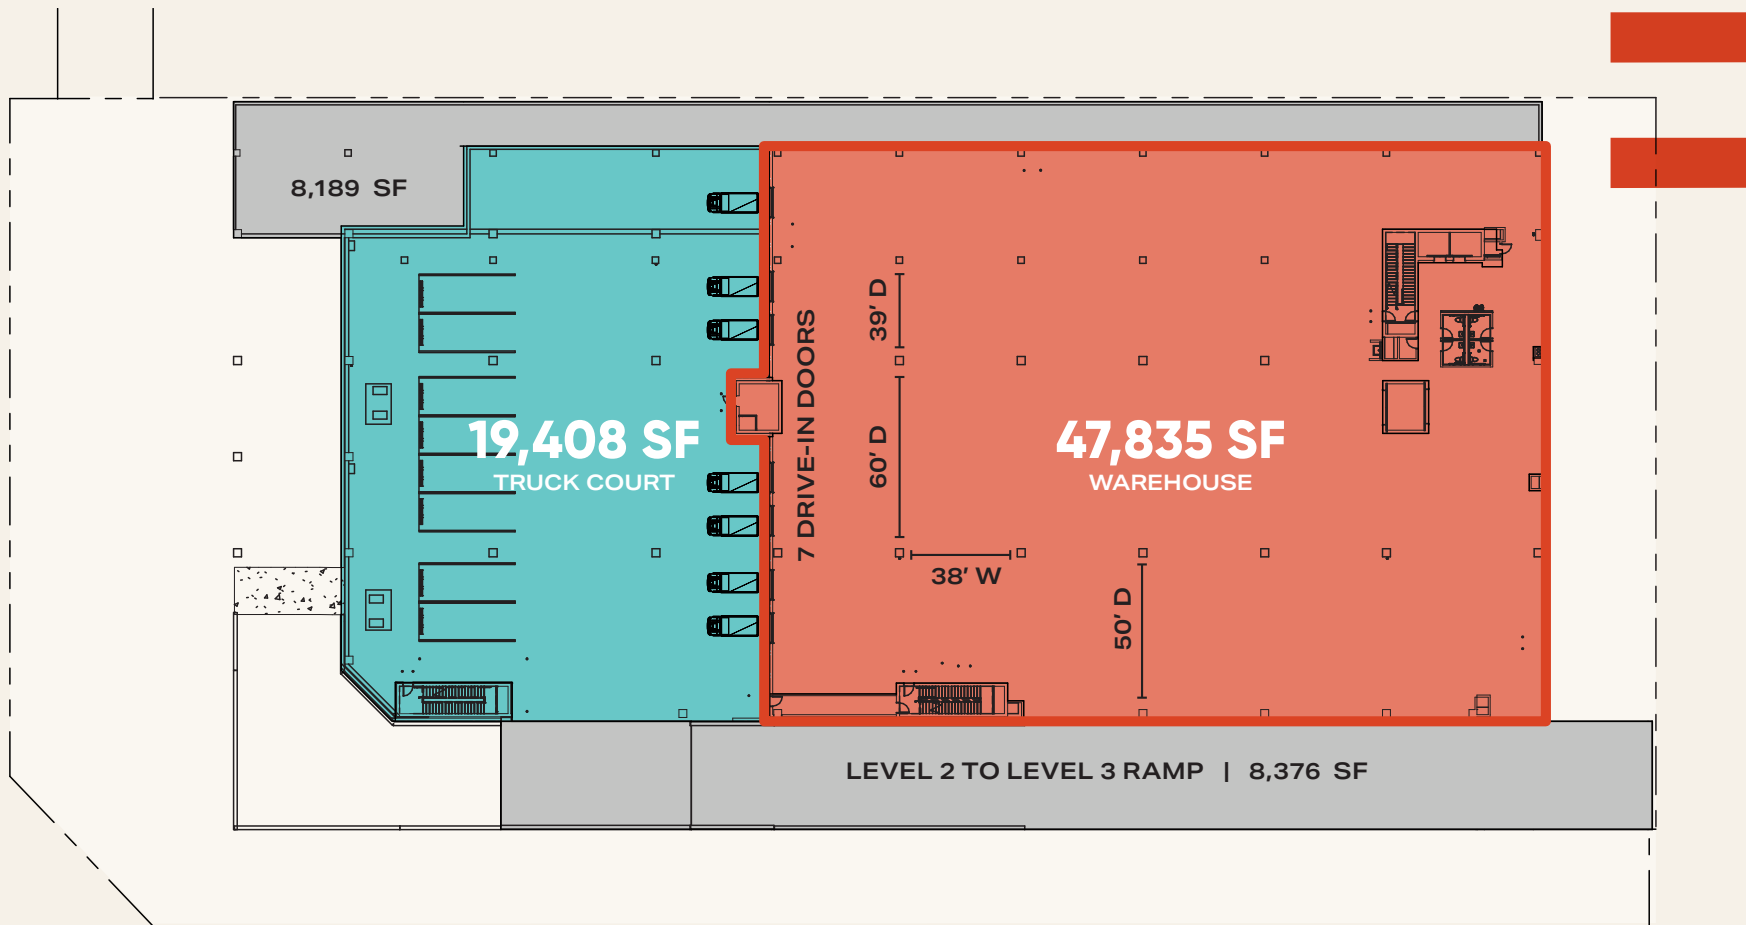 8,189 SF
39' D
7 DRIVE-IN DOORS
19,408 SF
TRUCK COURT
60' D
47,835 SF
WAREHOUSE
38' W
50' D
LEVEL 2 TO LEVEL 3 RAMP | 8,376 SF